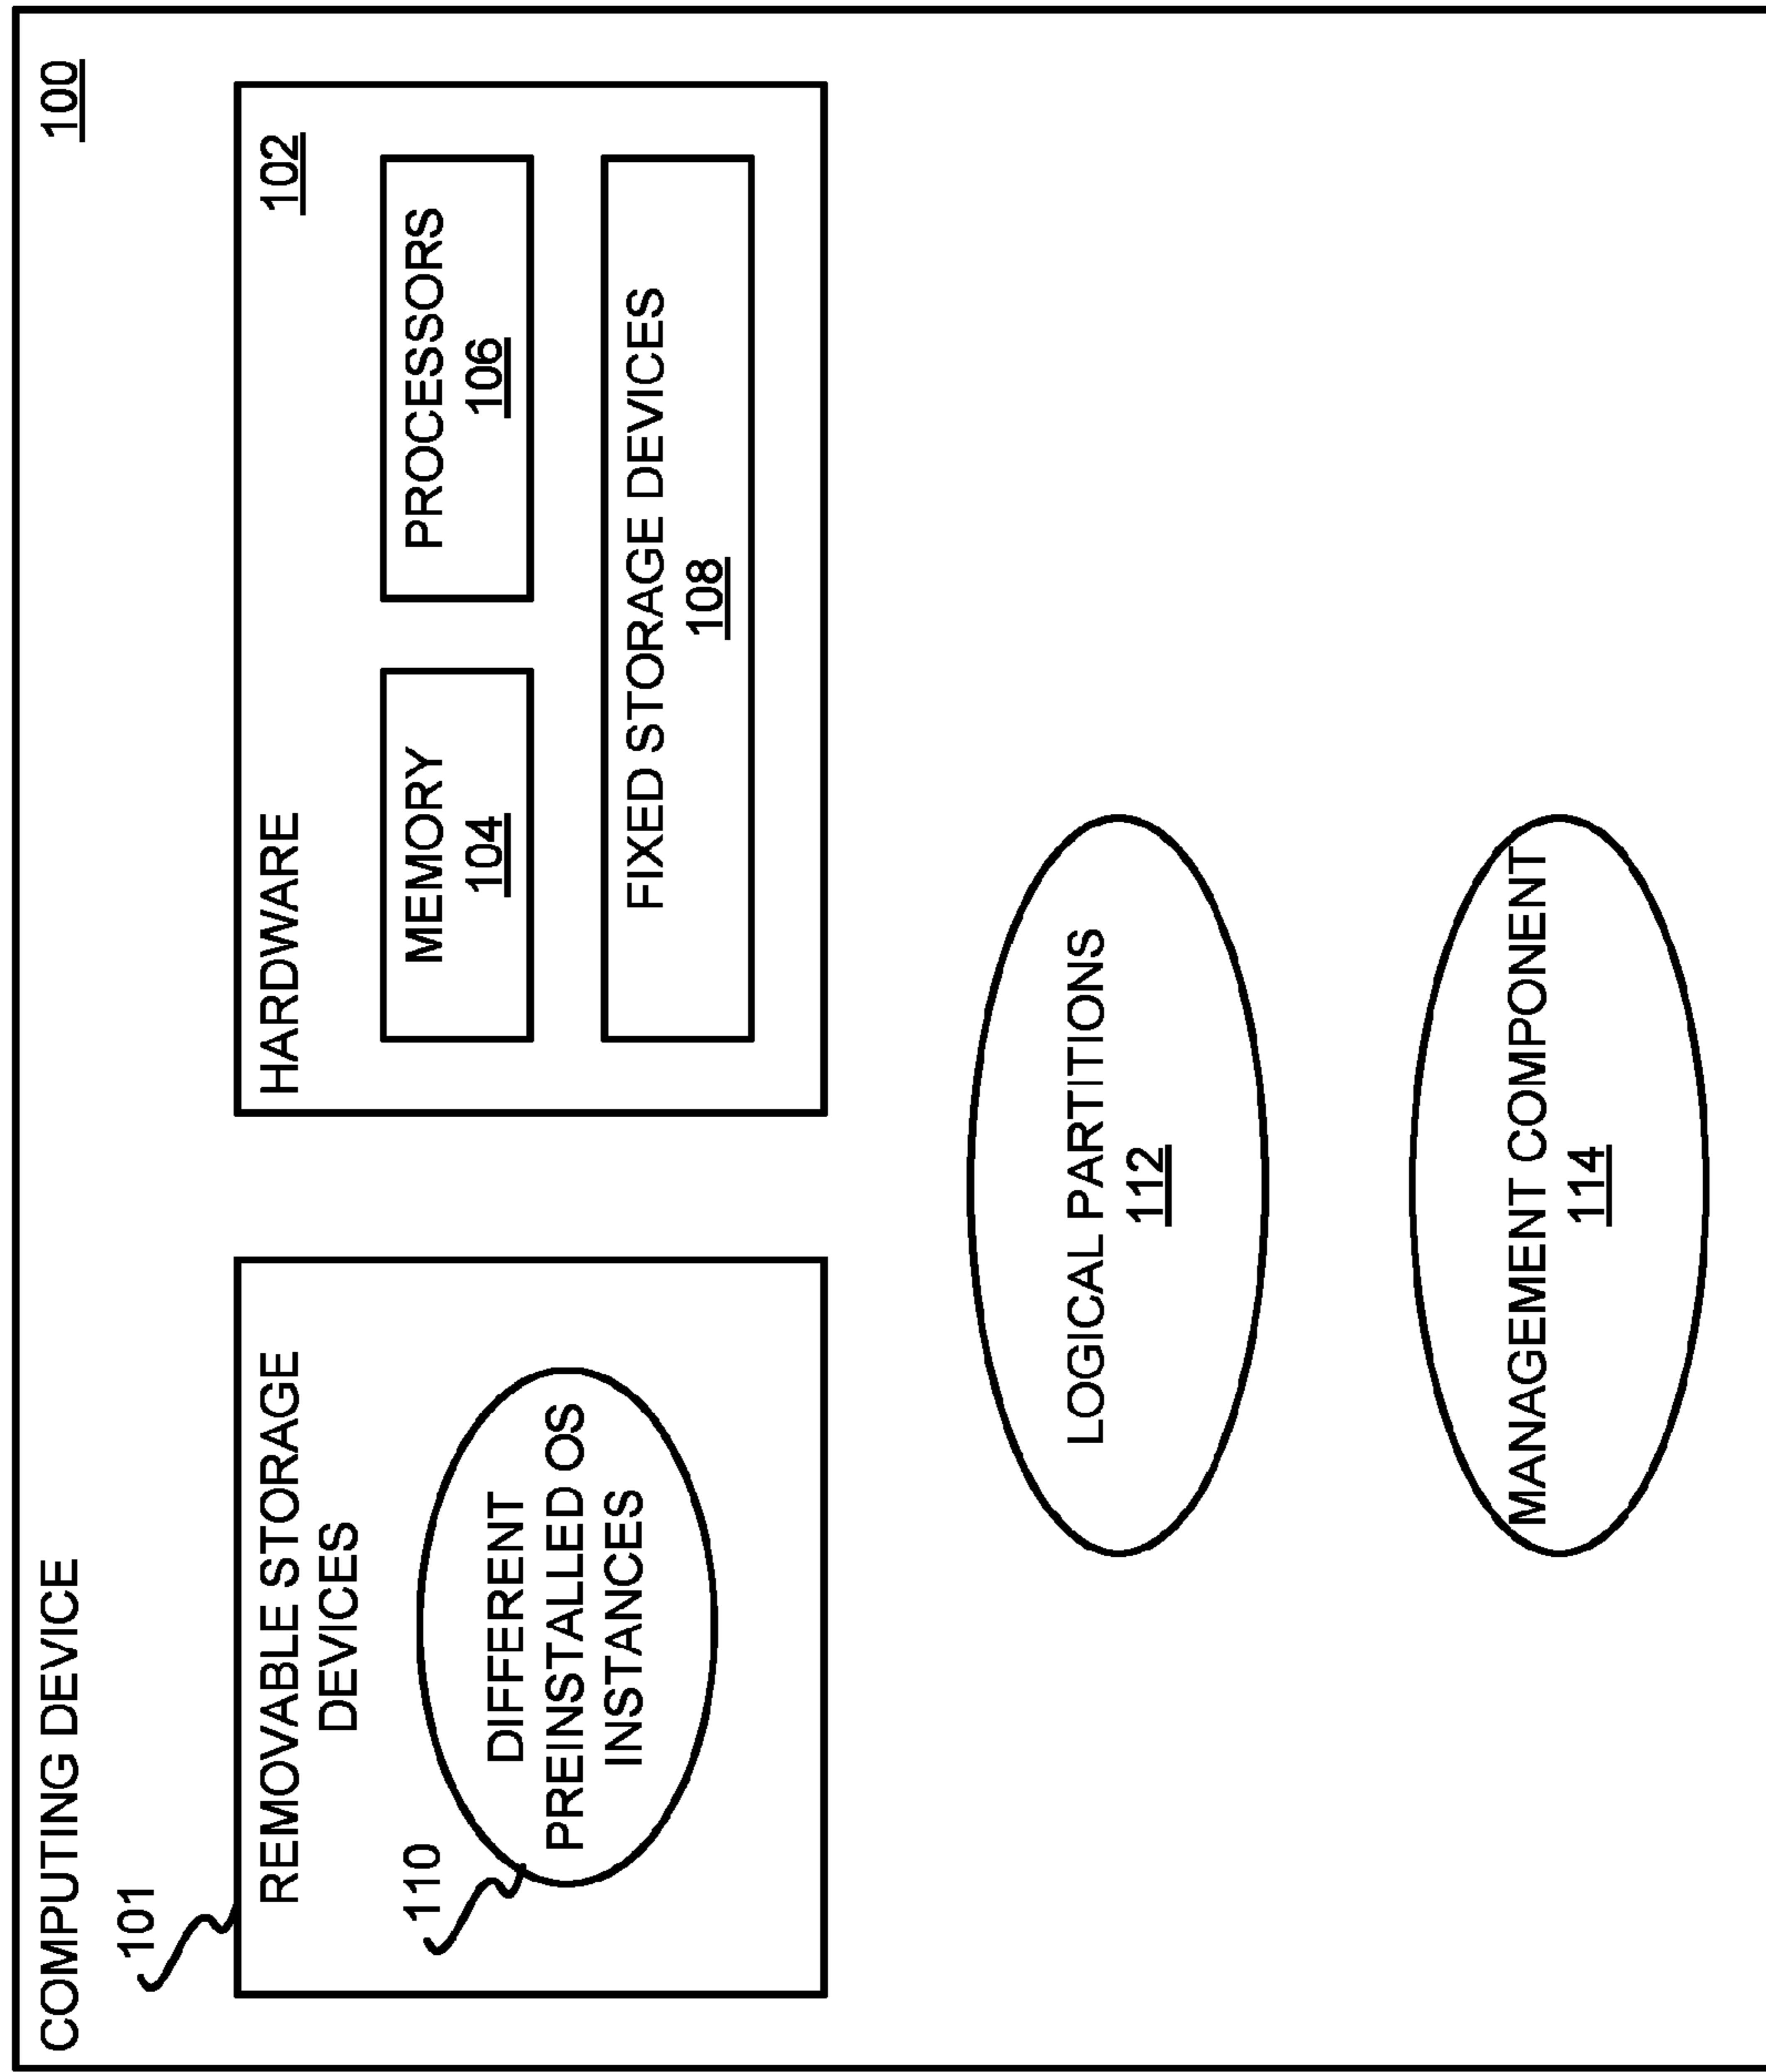 COMPUTING DEVICE
100
101
REMOVABLE STORAGE
DEVICES
110
DIFFERENT
PREINSTALLED OS
INSTANCES
HARDWARE
102
MEMORY
104
PROCESSORS
106
FIXED STORAGE DEVICES
108
LOGICAL PARTITIONS
112
MANAGEMENT COMPONENT
114